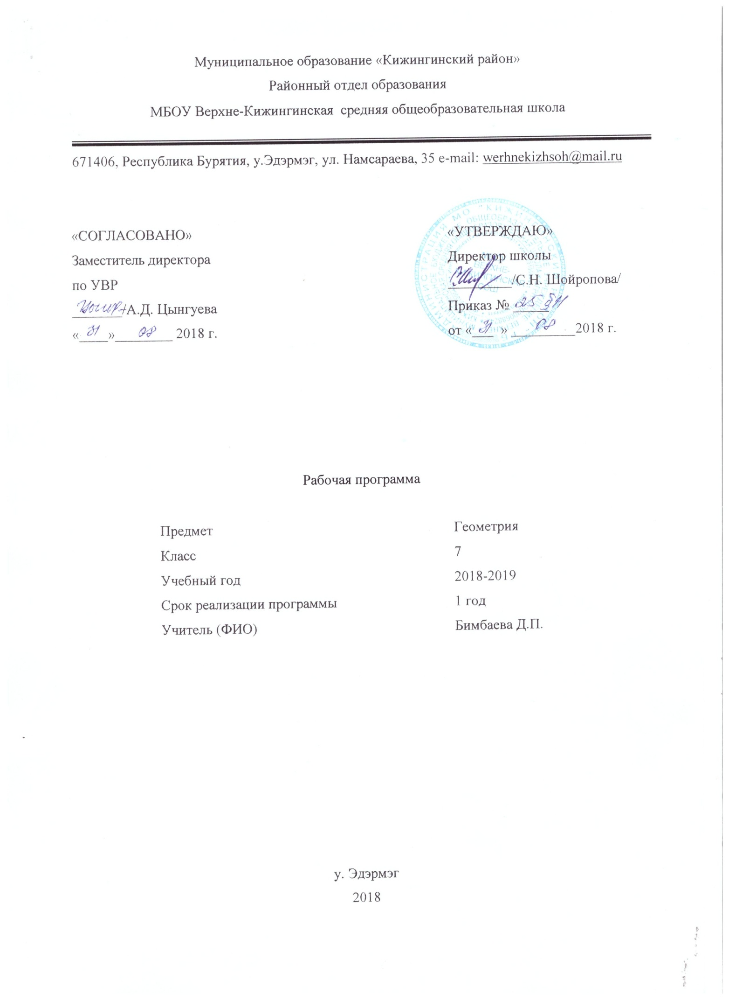 Муниципальное образование «Кижингинский район»
Районный отдел образования
МБОУ Верхне-Кижингинская средняя общеобразовательная школа
671406, Республика Бурятия, у.Эдэрмэг, ул. Намсараева, 35 e-mail: werhnekizhsoh@mail.ru
«СОГЛАСОВАНО»
Заместитель директора
по УВР
/А.Д. Цынгуева
«31» 08 2018 г.
«УТВЕРЖДАЮ»
Директор школы
/С.Н. Шойропова/
Приказ № 25
от «31» 08 2018 г.
ВЕРХНЕ-
КИЖИНГИНСКАЯ
СОШ
Рабочая программа
Предмет Геометрия
Класс 7
Учебный год 2018-2019
Срок реализации программы 1 год
Учитель (ФИО) Бимбаева Д.П.
у. Эдэрмэг
2018